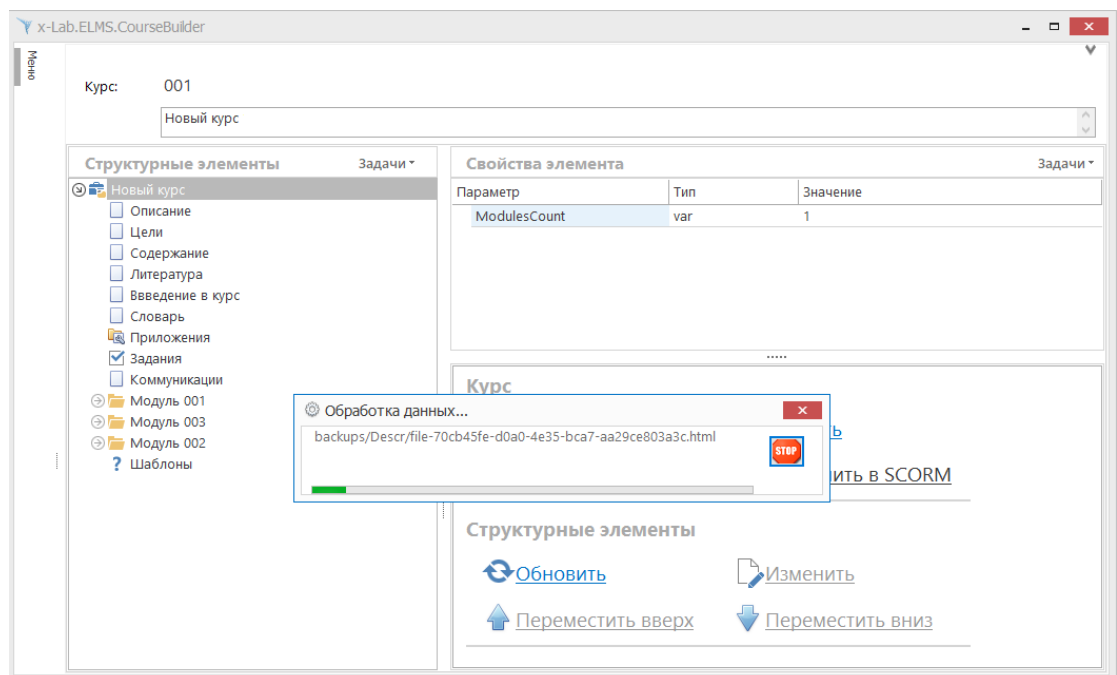 x-Lab.ELMS.CourseBuilder
Меню
Курс: 001
Новый курс
Структурные элементы Задачи
Новый курс
Описание
Цели
Содержание
Литература
Ввведение в курс
Словарь
Приложения
Задания
Коммуникации
Модуль 001
Модуль 003
Модуль 002
Шаблоны
Свойства элемента Задачи
Параметр Тип Значение
ModulesCount var 1
Курс
ить в SCORM
Обработка данных...
backups/Descr/file-70cb45fe-d0a0-4e35-bca7-aa29ce803a3c.html
STOP
Структурные элементы
Обновить Изменить
Переместить вверх Переместить вниз